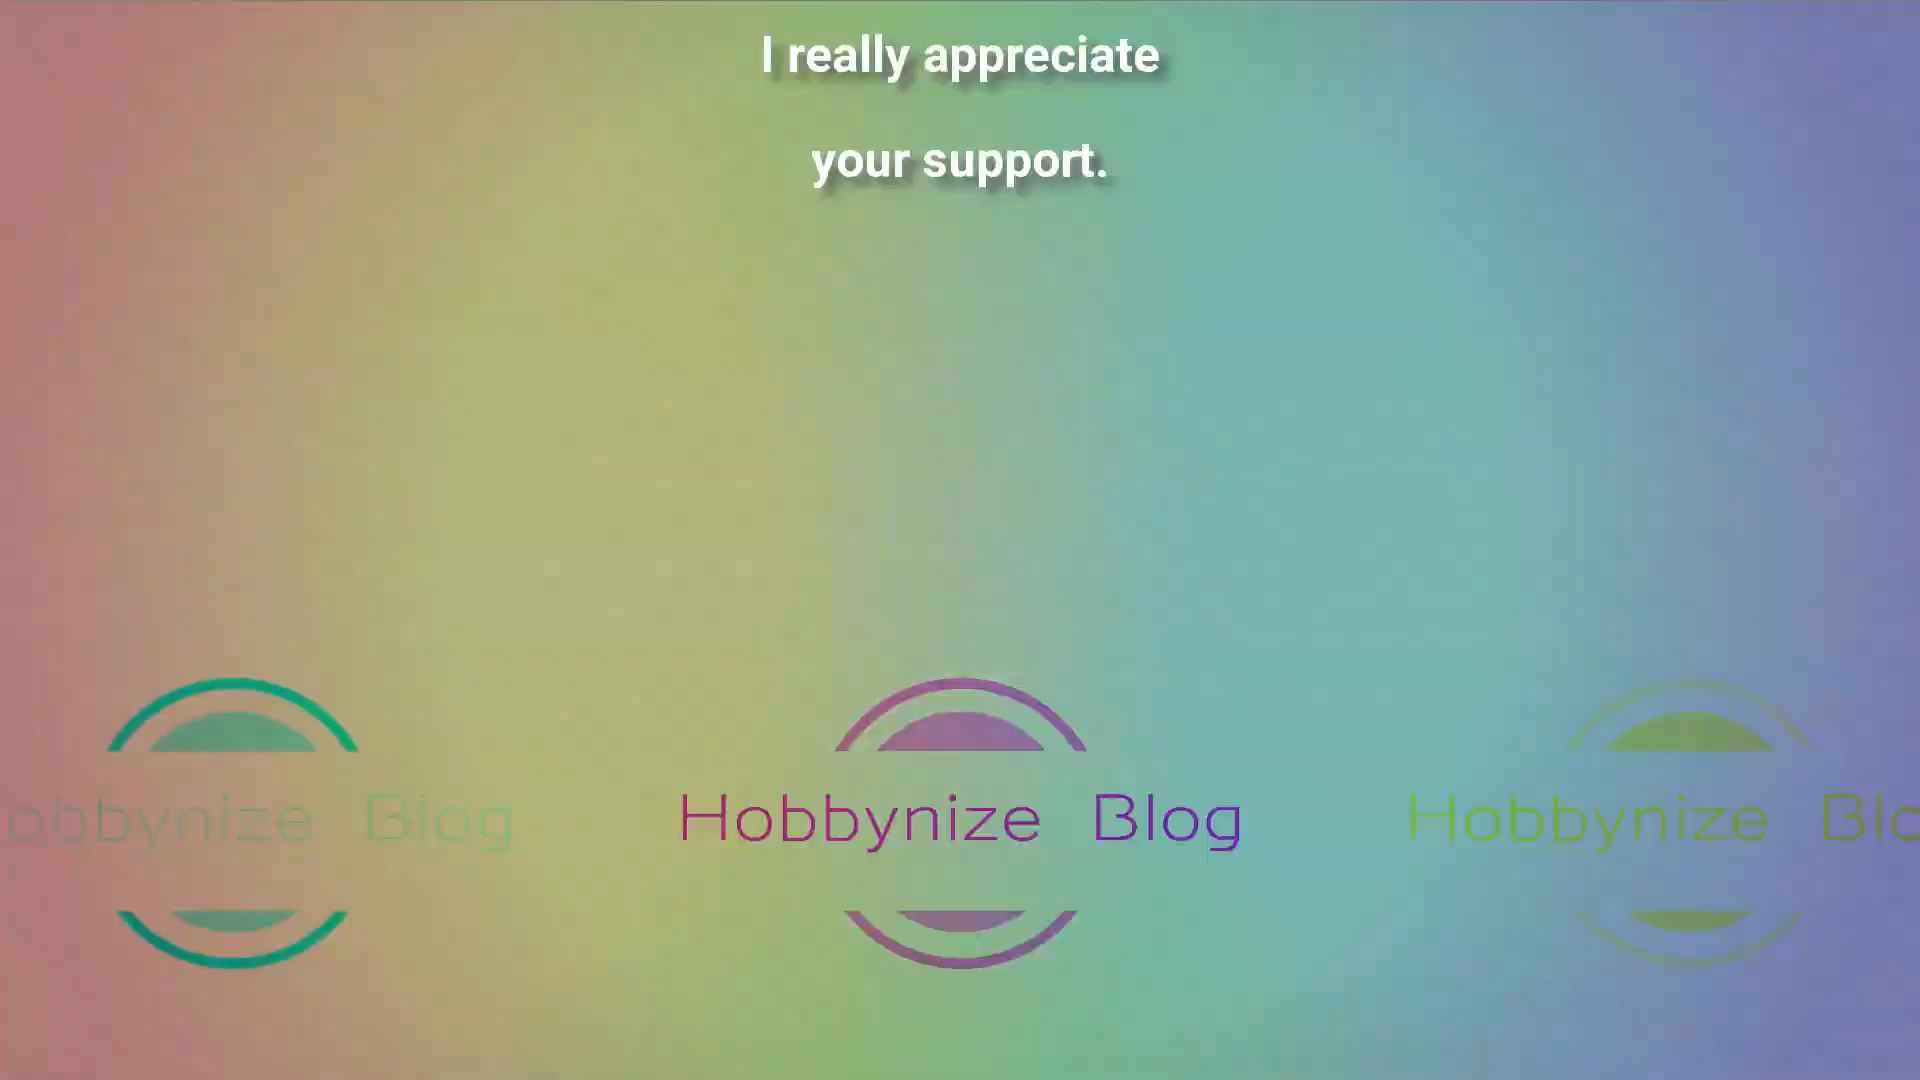 I really appreciate
your support.
obbynize Blog
Hobbynize Blog
Hobbynize Blo